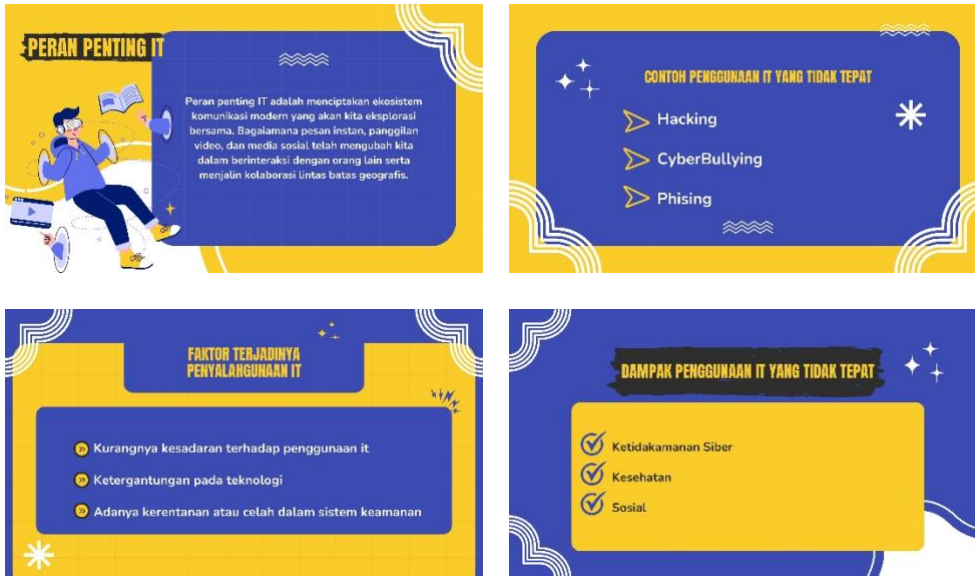 PERAN PENTING IT
Peran penting IT adalah menciptakan ekosistem
komunikasi modern yang akan kita eksplorasi
bersama. Bagaiamana pesan instan, panggilan
video, dan media sosial telah mengubah kita
dalam berinteraksi dengan orang lain serta
menjalin kolaborasi lintas batas geografis.
CONTOH PENGGUNAAN IT YANG TIDAK TEPAT
Hacking
CyberBullying
Phising
FAKTOR TERJADINYA
PENYALAHGUNAAN IT
Kurangnya kesadaran terhadap penggunaan it
Ketergantungan pada teknologi
Adanya kerentanan atau celah dalam sistem keamanan
DAMPAK PENGGUNAAN IT YANG TIDAK TEPAT
Ketidakamanan Siber
Kesehatan
Sosial